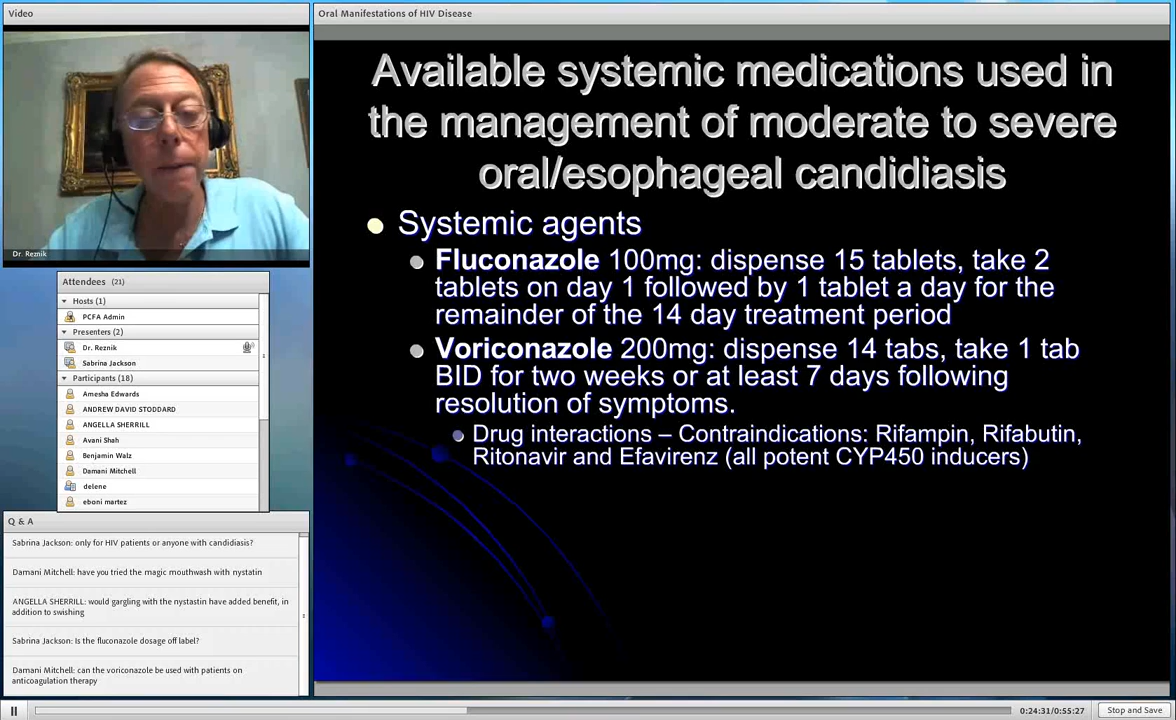 Video
Dr. Reznik
Attendees (21)
Hosts (1)
PCFA Admin
Presenters (2)
Dr. Reznik
Sabrina Jackson
Participants (18)
Amesha Edwards
ANDREW DAVID STODDARD
ANGELLA SHERRILL
Avani Shah
Benjamin Walz
Damani Mitchell
delene
eboni martez
Q & A
Sabrina Jackson: only for HIV patients or anyone with candidiasis?
Damani Mitchell: have you tried the magic mouthwash with nystatin
ANGELLA SHERRILL: would gargling with the nystastin have added benefit, in
addition to swishing
Sabrina Jackson: Is the fluconazole dosage off label?
Damani Mitchell: can the voriconazole be used with patients on
anticoagulation therapy
Oral Manifestations of HIV Disease
Available systemic medications used in
the management of moderate to severe
oral/esophageal candidiasis
Systemic agents
Fluconazole 100mg: dispense 15 tablets, take 2
tablets on day 1 followed by 1 tablet a day for the
remainder of the 14 day treatment period
Voriconazole 200mg: dispense 14 tabs, take 1 tab
BID for two weeks or at least 7 days following
resolution of symptoms.
Drug interactions – Contraindications: Rifampin, Rifabutin,
Ritonavir and Efavirenz (all potent CYP450 inducers)
0:24:31/0:55:27
Stop and Save